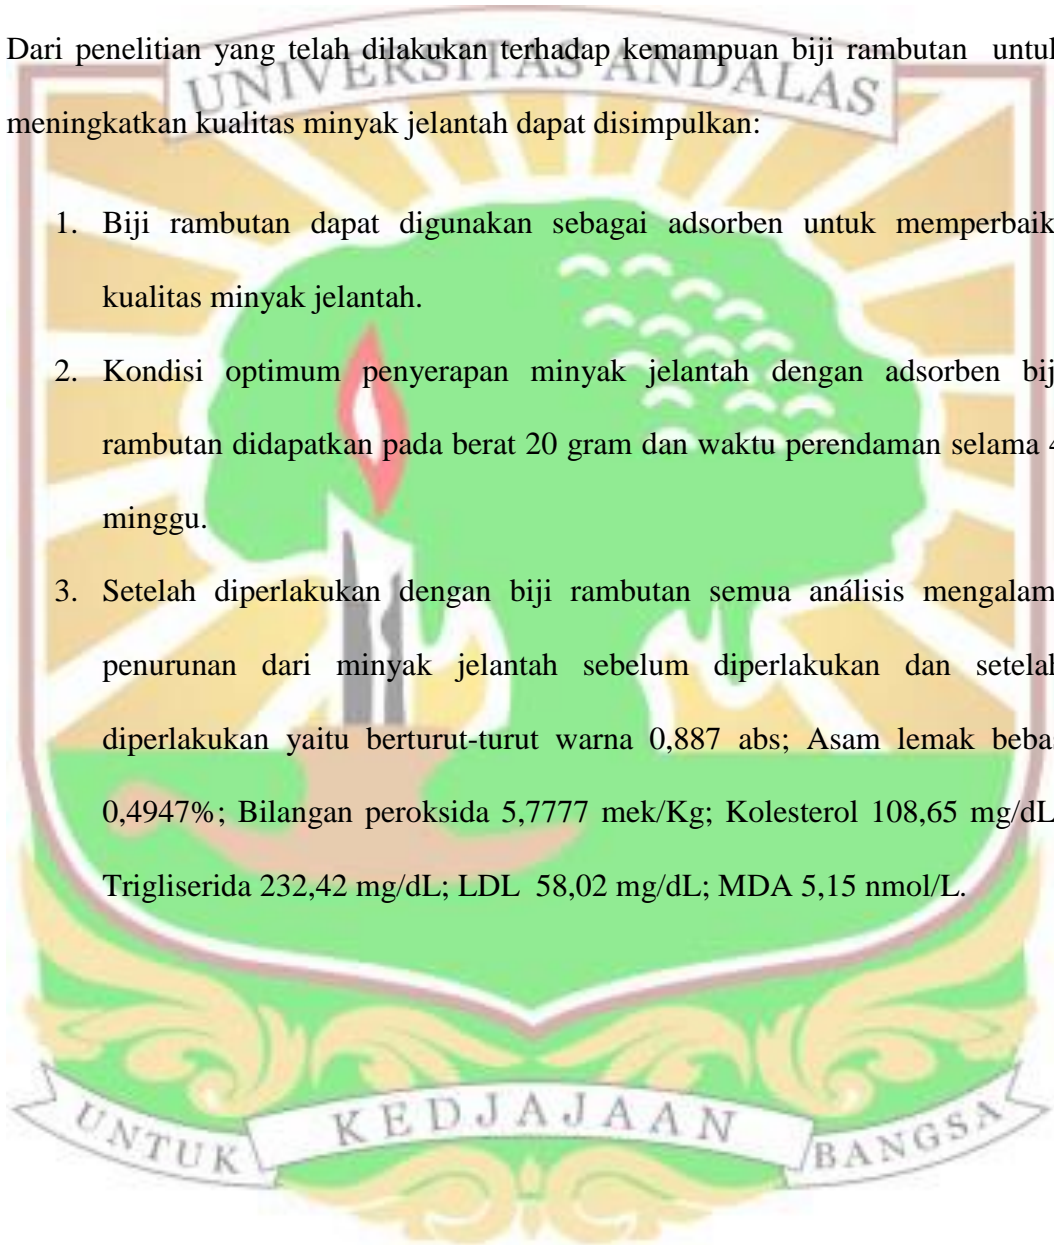 Dari penelitian yang telah dilakukan terhadap kemampuan biji rambutan untuk
UNIVERSITAS ANDALAS
meningkatkan kualitas minyak jelantah dapat disimpulkan:
1. Biji rambutan dapat digunakan sebagai adsorben untuk memperbaik
kualitas minyak jelantah.
2. Kondisi optimum penyerapan minyak jelantah dengan adsorben bij
rambutan didapatkan pada berat 20 gram dan waktu perendaman selama 4
minggu.
3. Setelah diperlakukan dengan biji rambutan semua análisis mengalam
penurunan dari minyak jelantah sebelum diperlakukan dan setelah
diperlakukan yaitu berturut-turut warna 0,887 abs; Asam lemak bebas
0,4947%; Bilangan peroksida 5,7777 mek/Kg; Kolesterol 108,65 mg/dL
Trigliserida 232,42 mg/dL; LDL 58,02 mg/dL; MDA 5,15 nmol/L.
UNTUK KEDJAJAAN BANGSA